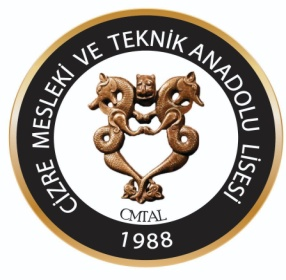 CİZRE MESLEKİ VE TEKNİK ANADOLU LİSESİ
CMTAL
1988